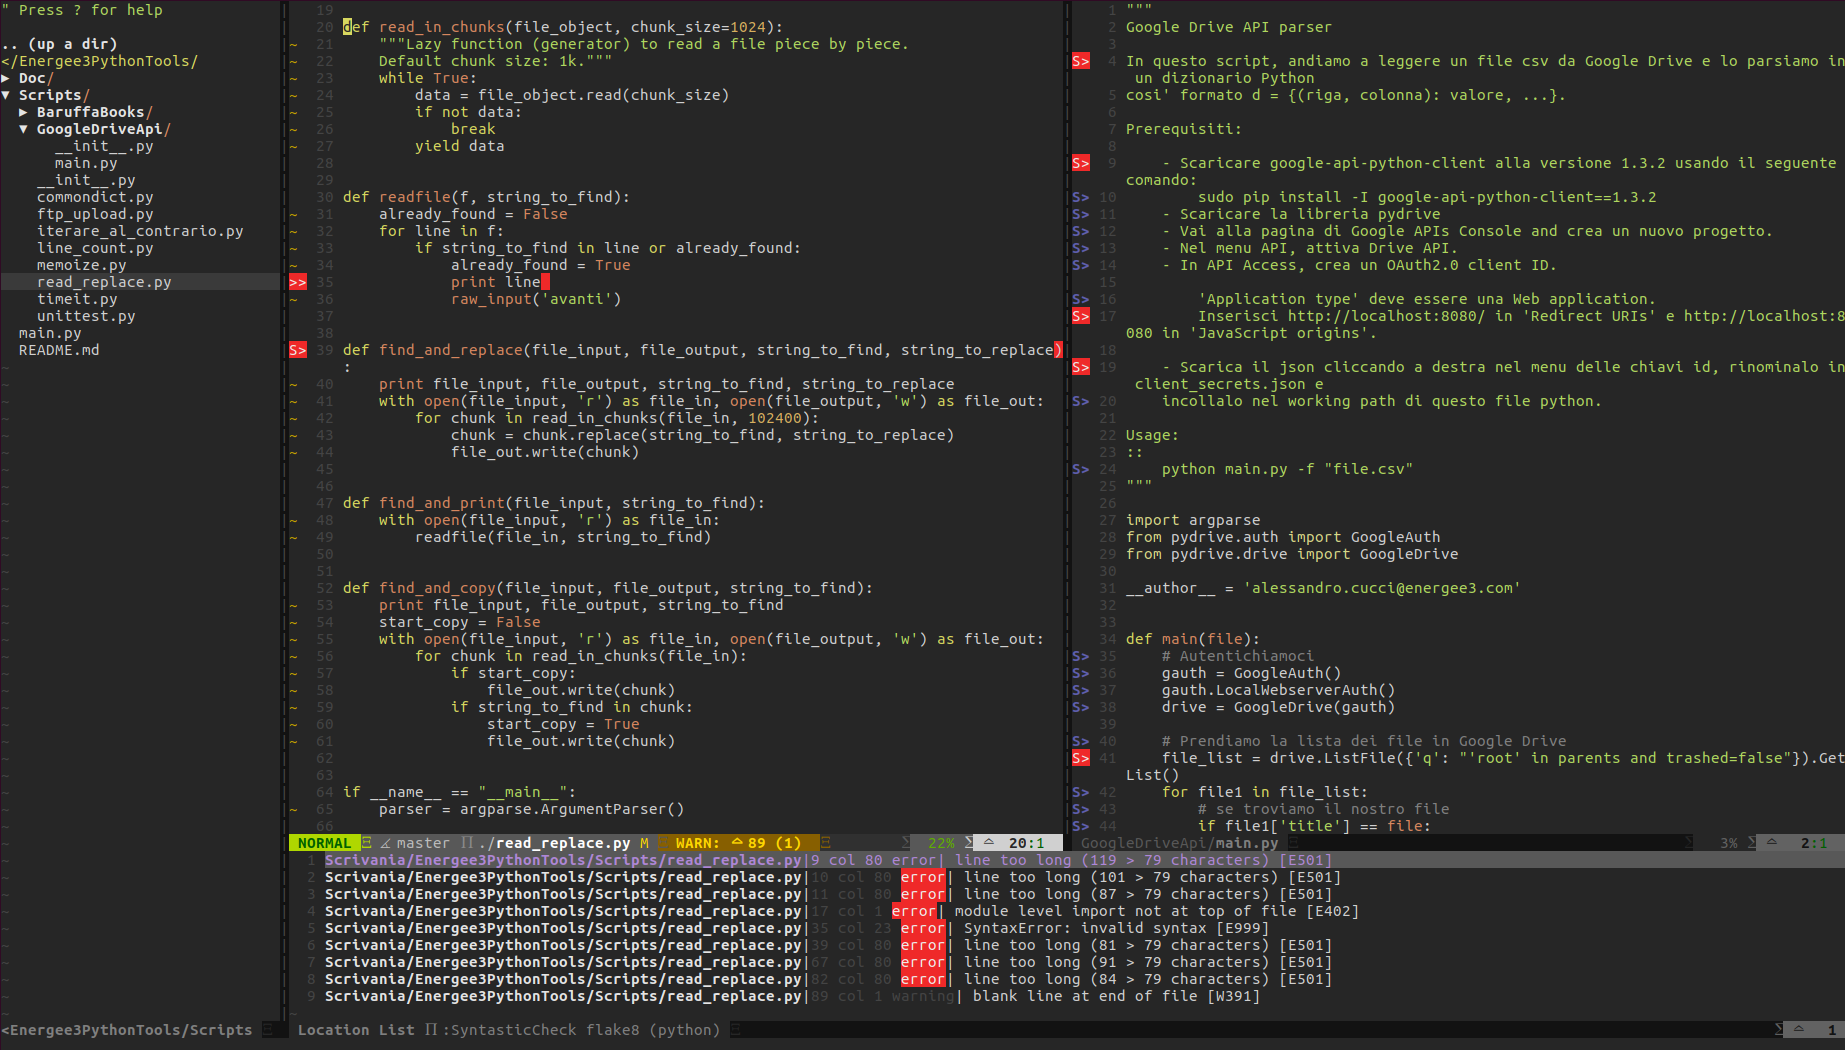 " Press ? for help
.. (up a dir)
</Energee3PythonTools/
▶ Doc/
▼ Scripts/
▶ BaruffaBooks/
▼ GoogleDriveApi/
__init__.py
main.py
__init__.py
commondict.py
ftp_upload.py
iterare_al_contrario.py
line_count.py
memoize.py
read_replace.py
timeit.py
unittest.py
main.py
README.md
<Energee3PythonTools/Scripts
19
20 def read_in_chunks(file_object, chunk_size=1024):
~ 21     """Lazy function (generator) to read a file piece by piece.
~ 22     Default chunk size: 1k."""
~ 23     while True:
~ 24         data = file_object.read(chunk_size)
~ 25         if not data:
~ 26             break
~ 27         yield data
28
29
30 def readfile(f, string_to_find):
~ 31     already_found = False
~ 32     for line in f:
~ 33         if string_to_find in line or already_found:
~ 34             already_found = True
>> 35             print line
~ 36             raw_input('avanti')
37
38
S> 39 def find_and_replace(file_input, file_output, string_to_find, string_to_replace)
:
~ 40     print file_input, file_output, string_to_find, string_to_replace
~ 41     with open(file_input, 'r') as file_in, open(file_output, 'w') as file_out:
~ 42         for chunk in read_in_chunks(file_in, 102400):
~ 43             chunk = chunk.replace(string_to_find, string_to_replace)
~ 44             file_out.write(chunk)
45
46
47 def find_and_print(file_input, string_to_find):
~ 48     with open(file_input, 'r') as file_in:
~ 49         readfile(file_in, string_to_find)
50
51
52 def find_and_copy(file_input, file_output, string_to_find):
~ 53     print file_input, file_output, string_to_find
~ 54     start_copy = False
~ 55     with open(file_input, 'r') as file_in, open(file_output, 'w') as file_out:
~ 56         for chunk in read_in_chunks(file_in):
~ 57             if start_copy:
~ 58                 file_out.write(chunk)
~ 59             if string_to_find in chunk:
~ 60                 start_copy = True
~ 61                 file_out.write(chunk)
62
63
64 if __name__ == "__main__":
~ 65     parser = argparse.ArgumentParser()
66
NORMAL Ξ ∠ master ∏ ./read_replace.py M Ξ WARN: 89 (1) Ξ Σ 22% Σ 20:1
1 """
2 Google Drive API parser
3
S> 4 In questo script, andiamo a leggere un file csv da Google Drive e lo parsiamo in
un dizionario Python
5 cosi' formato d = {(riga, colonna): valore, ...}.
6
7 Prerequisiti:
8
S> 9     - Scaricare google-api-python-client alla versione 1.3.2 usando il seguente
comando:
S> 10         sudo pip install -I google-api-python-client==1.3.2
S> 11     - Scaricare la libreria pydrive
S> 12     - Vai alla pagina di Google APIs Console and crea un nuovo progetto.
S> 13     - Nel menu API, attiva Drive API.
S> 14     - In API Access, crea un OAuth2.0 client ID.
15
S> 16         'Application type' deve essere una Web application.
S> 17         Inserisci http://localhost:8080/ in 'Redirect URIs' e http://localhost:8
080 in 'JavaScript origins'.
18
S> 19     - Scarica il json cliccando a destra nel menu delle chiavi id, rinominalo in
client_secrets.json e
S> 20     incollalo nel working path di questo file python.
21
22 Usage:
23 ::
S> 24     python main.py -f "file.csv"
25 """
26
27 import argparse
28 from pydrive.auth import GoogleAuth
29 from pydrive.drive import GoogleDrive
30
31 __author__ = 'alessandro.cucci@energee3.com'
32
33
34 def main(file):
S> 35     # Autentichiamoci
S> 36     gauth = GoogleAuth()
S> 37     gauth.LocalWebserverAuth()
S> 38     drive = GoogleDrive(gauth)
39
S> 40     # Prendiamo la lista dei file in Google Drive
S> 41     file_list = drive.ListFile({'q': "'root' in parents and trashed=false"}).Get
List()
S> 42     for file1 in file_list:
S> 43         # se troviamo il nostro file
S> 44         if file1['title'] == file:
GoogleDriveApi/main.py Ξ Σ 3% Σ 2:1
1 Scrivania/Energee3PythonTools/Scripts/read_replace.py|9 col 80 error| line too long (119 > 79 characters) [E501]
2 Scrivania/Energee3PythonTools/Scripts/read_replace.py|10 col 80 error| line too long (101 > 79 characters) [E501]
3 Scrivania/Energee3PythonTools/Scripts/read_replace.py|11 col 80 error| line too long (87 > 79 characters) [E501]
4 Scrivania/Energee3PythonTools/Scripts/read_replace.py|17 col 1 error| module level import not at top of file [E402]
5 Scrivania/Energee3PythonTools/Scripts/read_replace.py|35 col 23 error| SyntaxError: invalid syntax [E999]
6 Scrivania/Energee3PythonTools/Scripts/read_replace.py|39 col 80 error| line too long (81 > 79 characters) [E501]
7 Scrivania/Energee3PythonTools/Scripts/read_replace.py|67 col 80 error| line too long (91 > 79 characters) [E501]
8 Scrivania/Energee3PythonTools/Scripts/read_replace.py|82 col 80 error| line too long (84 > 79 characters) [E501]
9 Scrivania/Energee3PythonTools/Scripts/read_replace.py|89 col 1 warning| blank line at end of file [W391]
Location List ∏ :SyntasticCheck flake8 (python) Ξ Σ 1